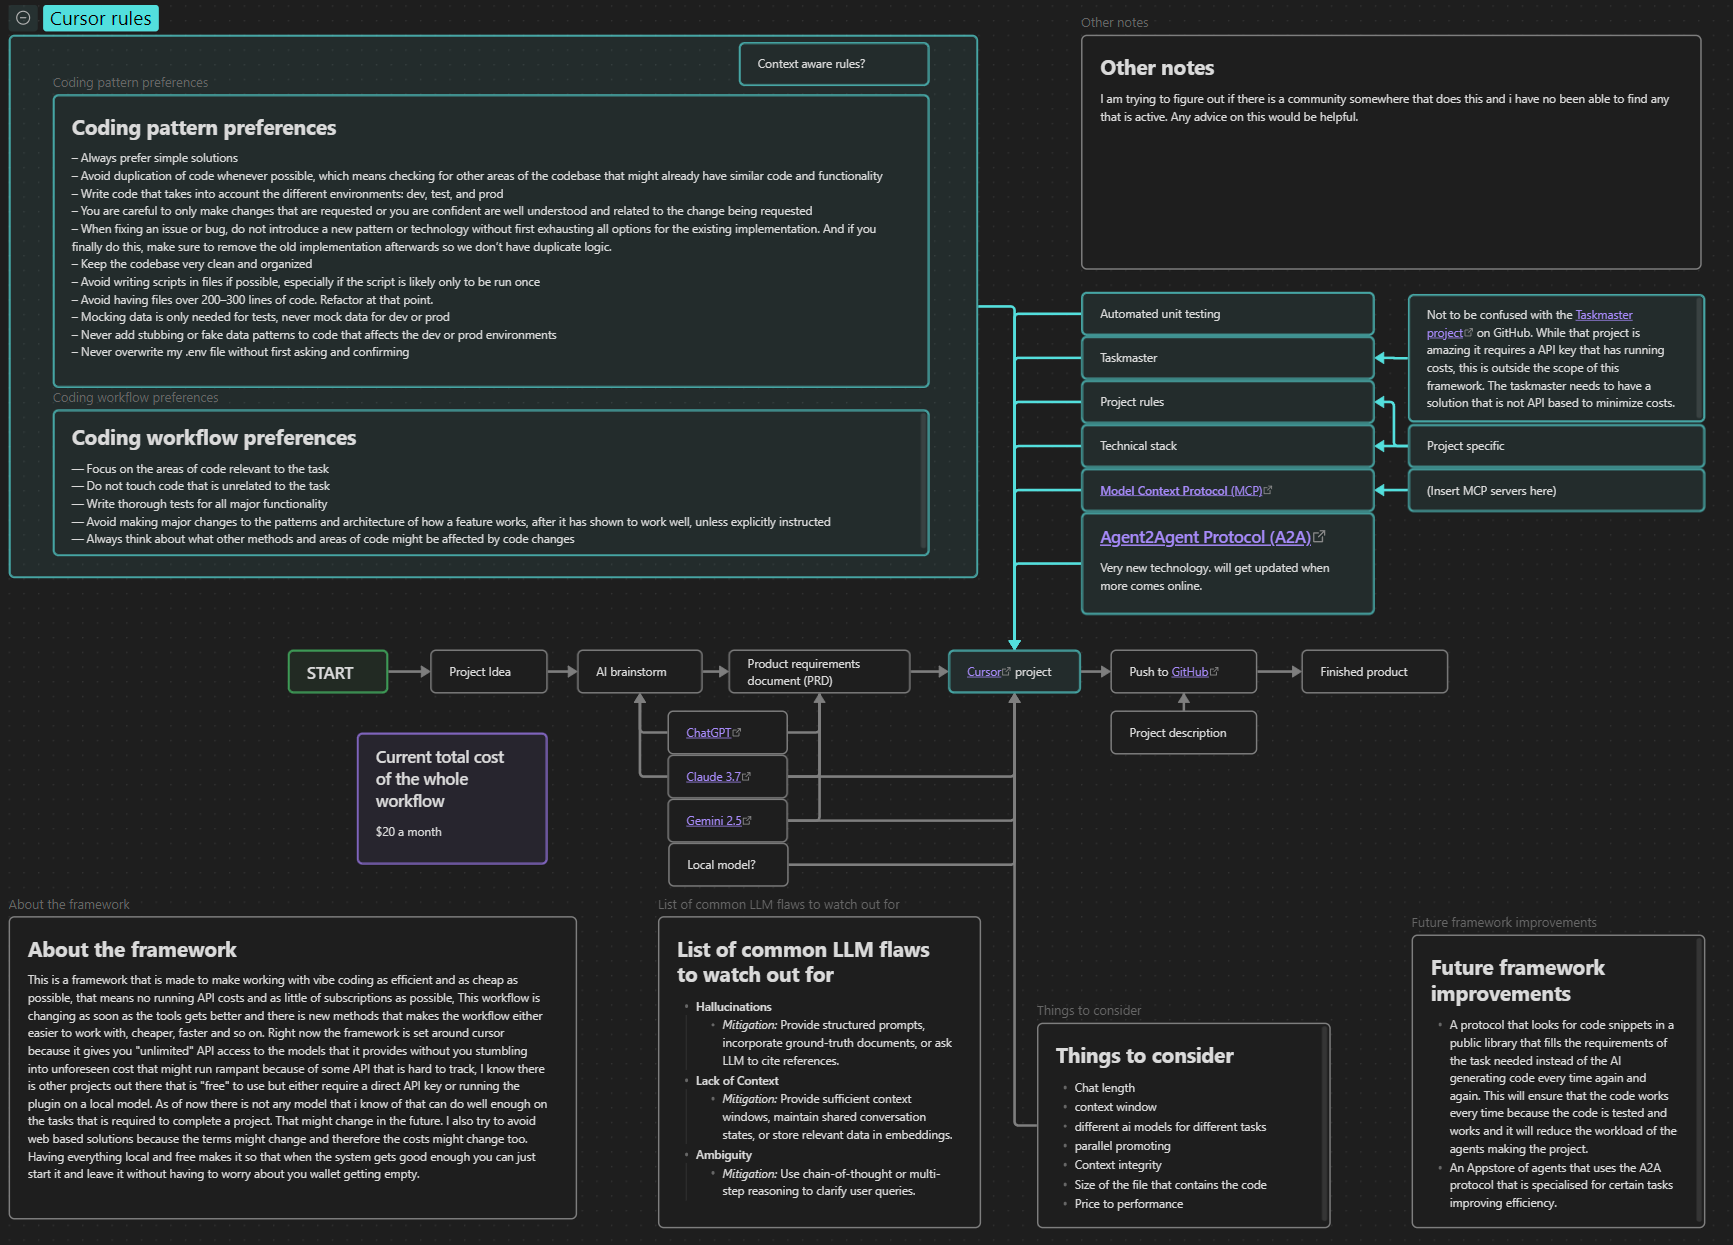 Cursor rules
Context aware rules?
Coding pattern preferences
Coding pattern preferences
– Always prefer simple solutions
– Avoid duplication of code whenever possible, which means checking for other areas of the codebase that might already have similar code and functionality
– Write code that takes into account the different environments: dev, test, and prod
– You are careful to only make changes that are requested or you are confident are well understood and related to the change being requested
– When fixing an issue or bug, do not introduce a new pattern or technology without first exhausting all options for the existing implementation. And if you
finally do this, make sure to remove the old implementation afterwards so we don’t have duplicate logic.
– Keep the codebase very clean and organized
– Avoid writing scripts in files if possible, especially if the script is likely only to be run once
– Avoid having files over 200–300 lines of code. Refactor at that point.
– Mocking data is only needed for tests, never mock data for dev or prod
– Never add stubbing or fake data patterns to code that affects the dev or prod environments
– Never overwrite my .env file without first asking and confirming
Coding workflow preferences
Coding workflow preferences
— Focus on the areas of code relevant to the task
— Do not touch code that is unrelated to the task
— Write thorough tests for all major functionality
— Avoid making major changes to the patterns and architecture of how a feature works, after it has shown to work well, unless explicitly instructed
— Always think about what other methods and areas of code might be affected by code changes
Other notes
Other notes
I am trying to figure out if there is a community somewhere that does this and i have no been able to find any
that is active. Any advice on this would be helpful.
Automated unit testing
Taskmaster
Project rules
Technical stack
Model Context Protocol (MCP)
Agent2Agent Protocol (A2A)
Very new technology. will get updated when
more comes online.
Not to be confused with the Taskmaster
project on GitHub. While that project is
amazing it requires a API key that has running
costs, this is outside the scope of this
framework. The taskmaster needs to have a
solution that is not API based to minimize costs.
Project specific
(Insert MCP servers here)
START
Project Idea
AI brainstorm
Product requirements
document (PRD)
Cursor project
Push to GitHub
Finished product
ChatGPT
Claude 3.7
Gemini 2.5
Local model?
Project description
Current total cost
of the whole
workflow
$20 a month
About the framework
About the framework
This is a framework that is made to make working with vibe coding as efficient and as cheap as
possible, that means no running API costs and as little of subscriptions as possible, This workflow is
changing as soon as the tools gets better and there is new methods that makes the workflow either
easier to work with, cheaper, faster and so on. Right now the framework is set around cursor
because it gives you "unlimited" API access to the models that it provides without you stumbling
into unforeseen cost that might run rampant because of some API that is hard to track, I know there
is other projects out there that is "free" to use but either require a direct API key or running the
plugin on a local model. As of now there is not any model that i know of that can do well enough on
the tasks that is required to complete a project. That might change in the future. I also try to avoid
web based solutions because the terms might change and therefore the costs might change too.
Having everything local and free makes it so that when the system gets good enough you can just
start it and leave it without having to worry about you wallet getting empty.
List of common LLM flaws to watch out for
List of common LLM flaws
to watch out for
• Hallucinations
• Mitigation: Provide structured prompts,
incorporate ground-truth documents, or ask
LLM to cite references.
• Lack of Context
• Mitigation: Provide sufficient context
windows, maintain shared conversation
states, or store relevant data in embeddings.
• Ambiguity
• Mitigation: Use chain-of-thought or multi-
step reasoning to clarify user queries.
Things to consider
Things to consider
• Chat length
• context window
• different ai models for different tasks
• parallel promoting
• Context integrity
• Size of the file that contains the code
• Price to performance
Future framework improvements
Future framework
improvements
• A protocol that looks for code snippets in a
public library that fills the requirements of
the task needed instead of the AI
generating code every time again and
again. This will ensure that the code works
every time because the code is tested and
works and it will reduce the workload of the
agents making the project.
• An Appstore of agents that uses the A2A
protocol that is specialised for certain tasks
improving efficiency.